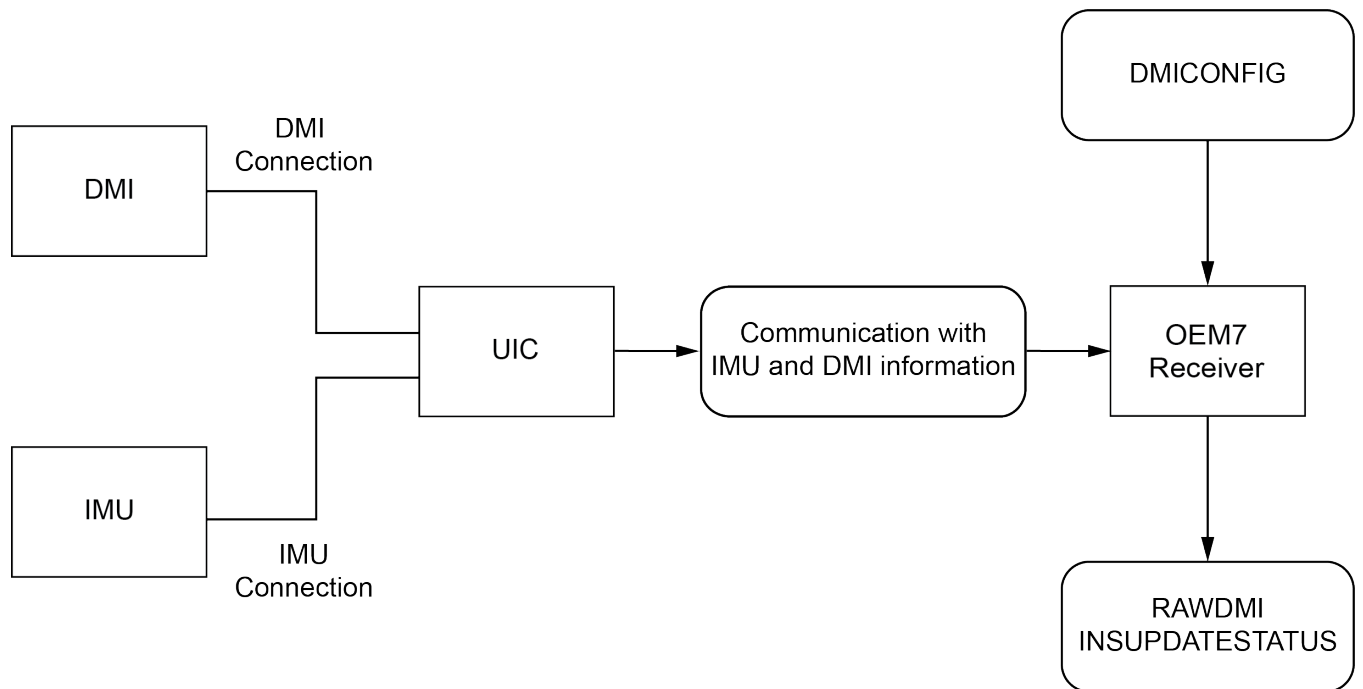 DMICONFIG
DMI
Connection
DMI
UIC
Communication with
IMU and DMI information
OEM7
Receiver
IMU
IMU
Connection
RAWDMI
INSUPDATESTATUS